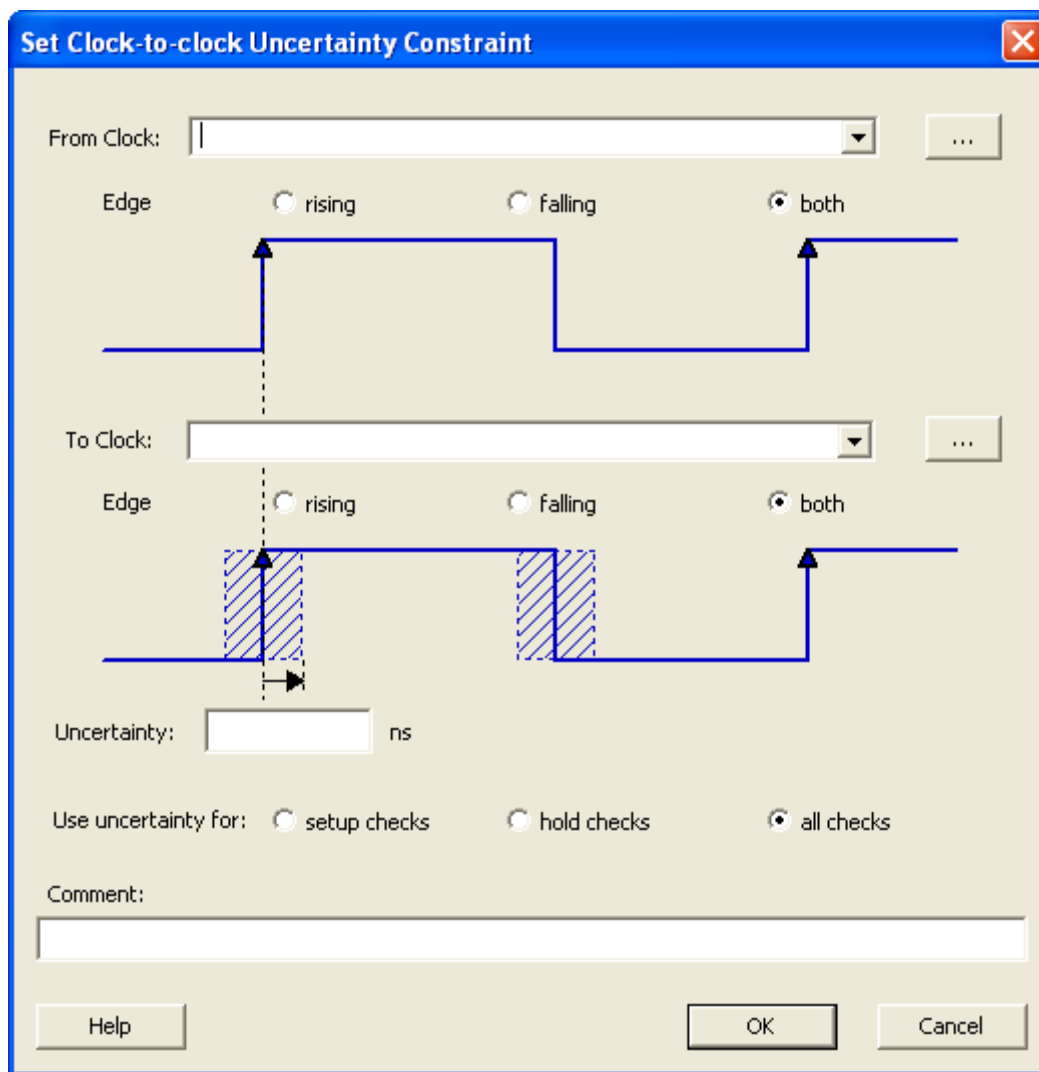 Set Clock-to-clock Uncertainty Constraint
From Clock: ...
Edge rising falling both
To Clock: ...
Edge rising falling both
Uncertainty: ns
Use uncertainty for: setup checks hold checks all checks
Comment:
Help OK Cancel